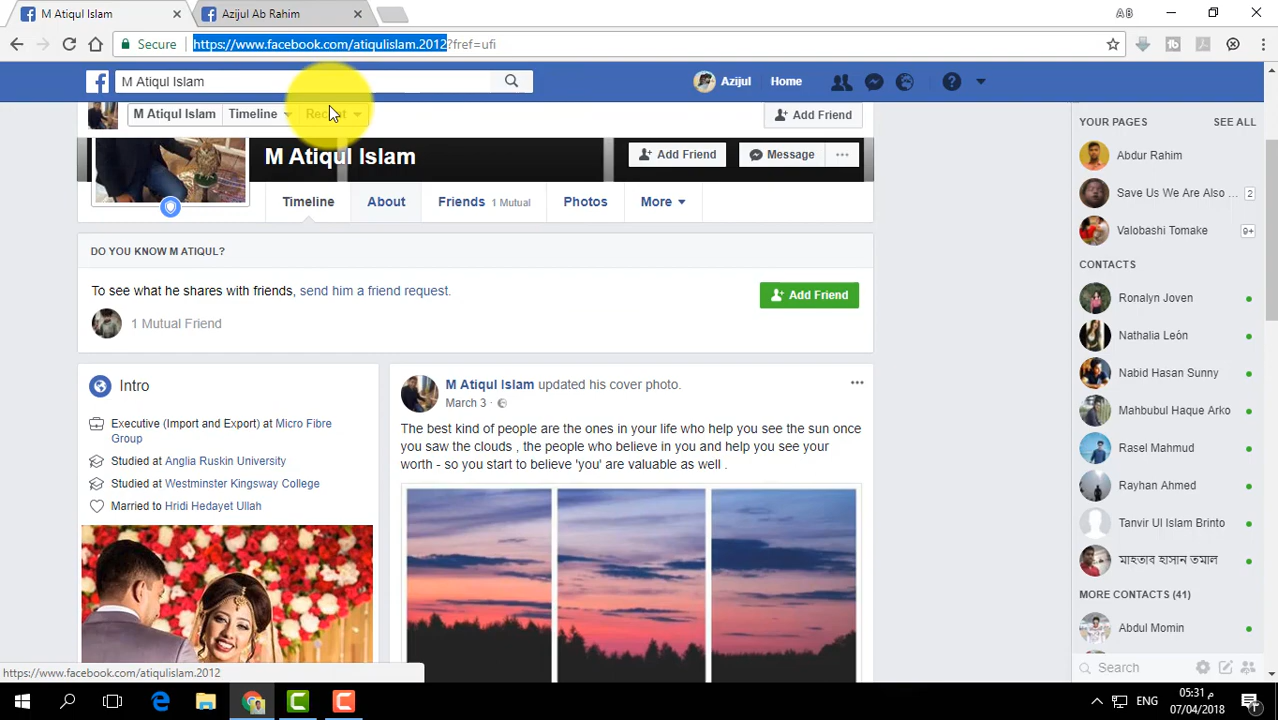 M Atiqul Islam
Azijul Ab Rahim
A B
Secure
https://www.facebook.com/atiqulislam.2012?fref=ufi
M Atiqul Islam
Azijul
Home
M Atiqul Islam
Timeline
Recent
Add Friend
M Atiqul Islam
Add Friend
Message
Timeline
About
Friends 1 Mutual
Photos
More
DO YOU KNOW M ATIQUL?
To see what he shares with friends, send him a friend request.
Add Friend
1 Mutual Friend
Intro
Executive (Import and Export) at Micro Fibre
Group
Studied at Anglia Ruskin University
Studied at Westminster Kingsway College
Married to Hridi Hedayet Ullah
M Atiqul Islam updated his cover photo.
March 3
The best kind of people are the ones in your life who help you see the sun once
you saw the clouds , the people who believe in you and help you see your
worth - so you start to believe 'you' are valuable as well .
YOUR PAGES
SEE ALL
Abdur Rahim
Save Us We Are Also ...
2
Valobashi Tomake
9+
CONTACTS
Ronalyn Joven
Nathalia León
Nabid Hasan Sunny
Mahbubul Haque Arko
Rasel Mahmud
Rayhan Ahmed
Tanvir Ul Islam Brinto
মাহতাব হাসান তমাল
MORE CONTACTS (41)
Abdul Momin
Search
https://www.facebook.com/atiqulislam.2012
ENG
05:31 م
07/04/2018